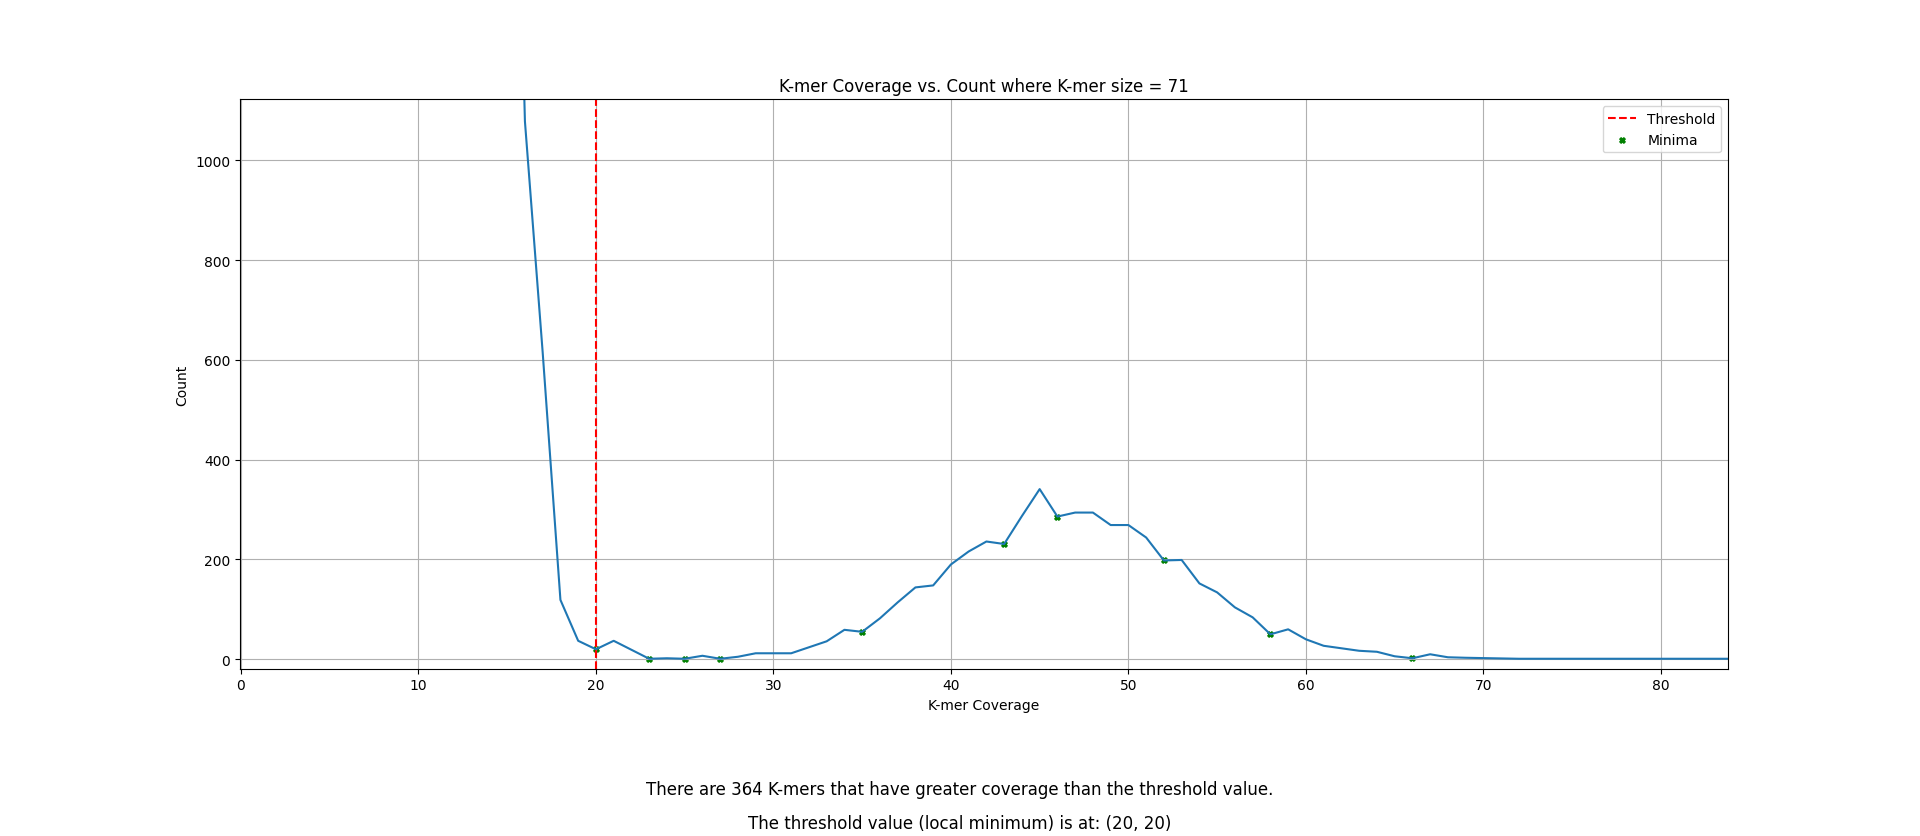 K-mer Coverage vs. Count where K-mer size = 71
Threshold
Minima
1000
800
600
400
200
0
Count
0 10 20 30 40 50 60 70 80
K-mer Coverage
There are 364 K-mers that have greater coverage than the threshold value.
The threshold value (local minimum) is at: (20, 20)